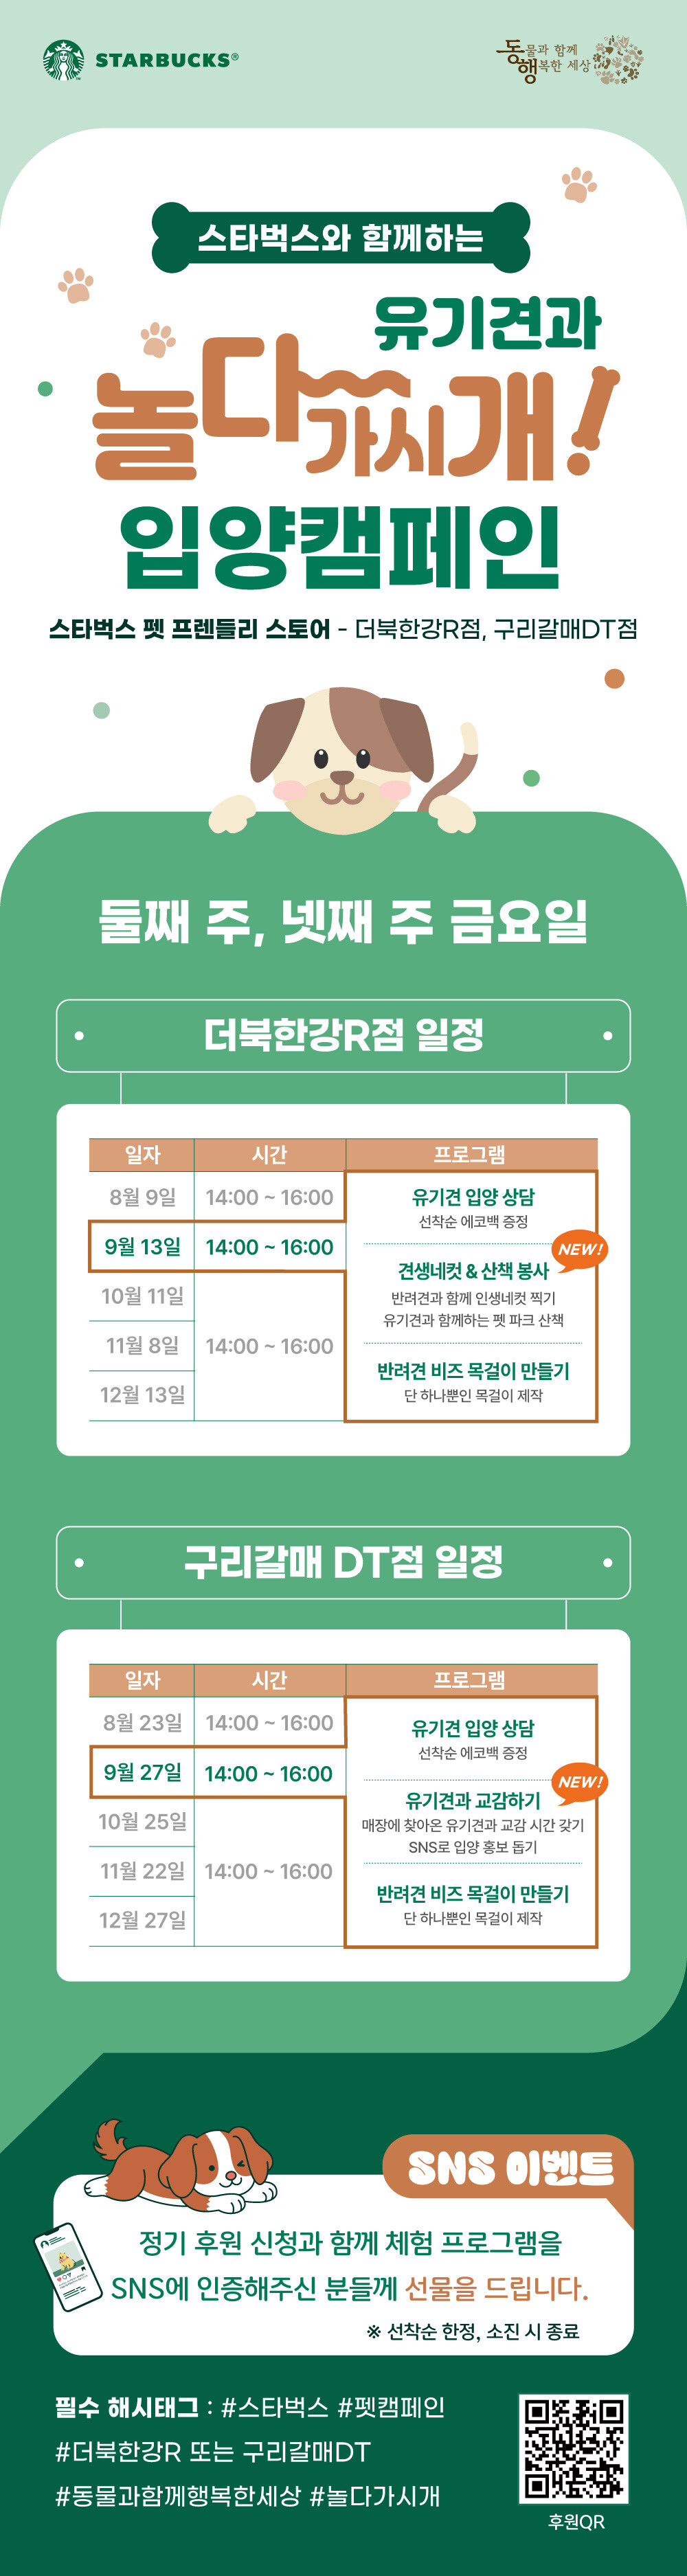 STARBUCKS®
동물과 함께
행복한 세상
스타벅스와 함께하는
유기견과
놀다가시개!
입양캠페인
스타벅스 펫 프렌들리 스토어 - 더북한강R점, 구리갈매DT점
둘째 주, 넷째 주 금요일
더북한강R점 일정
일자 시간 프로그램
8월 9일 14:00 ~ 16:00
9월 13일 14:00 ~ 16:00
10월 11일
11월 8일 14:00 ~ 16:00
12월 13일
유기견 입양 상담
선착순 에코백 증정
NEW!
견생네컷 & 산책 봉사
반려견과 함께 인생네컷 찍기
유기견과 함께하는 펫 파크 산책
반려견 비즈 목걸이 만들기
단 하나뿐인 목걸이 제작
구리갈매 DT점 일정
일자 시간 프로그램
8월 23일 14:00 ~ 16:00
9월 27일 14:00 ~ 16:00
10월 25일
11월 22일 14:00 ~ 16:00
12월 27일
유기견 입양 상담
선착순 에코백 증정
NEW!
유기견과 교감하기
매장에 찾아온 유기견과 교감 시간 갖기
SNS로 입양 홍보 돕기
반려견 비즈 목걸이 만들기
단 하나뿐인 목걸이 제작
SNS 이벤트
정기 후원 신청과 함께 체험 프로그램을
SNS에 인증해주신 분들께 선물을 드립니다.
※ 선착순 한정, 소진 시 종료
필수 해시태그 : #스타벅스 #펫캠페인
#더북한강R 또는 구리갈매DT
#동물과함께행복한세상 #놀다가시개
후원QR